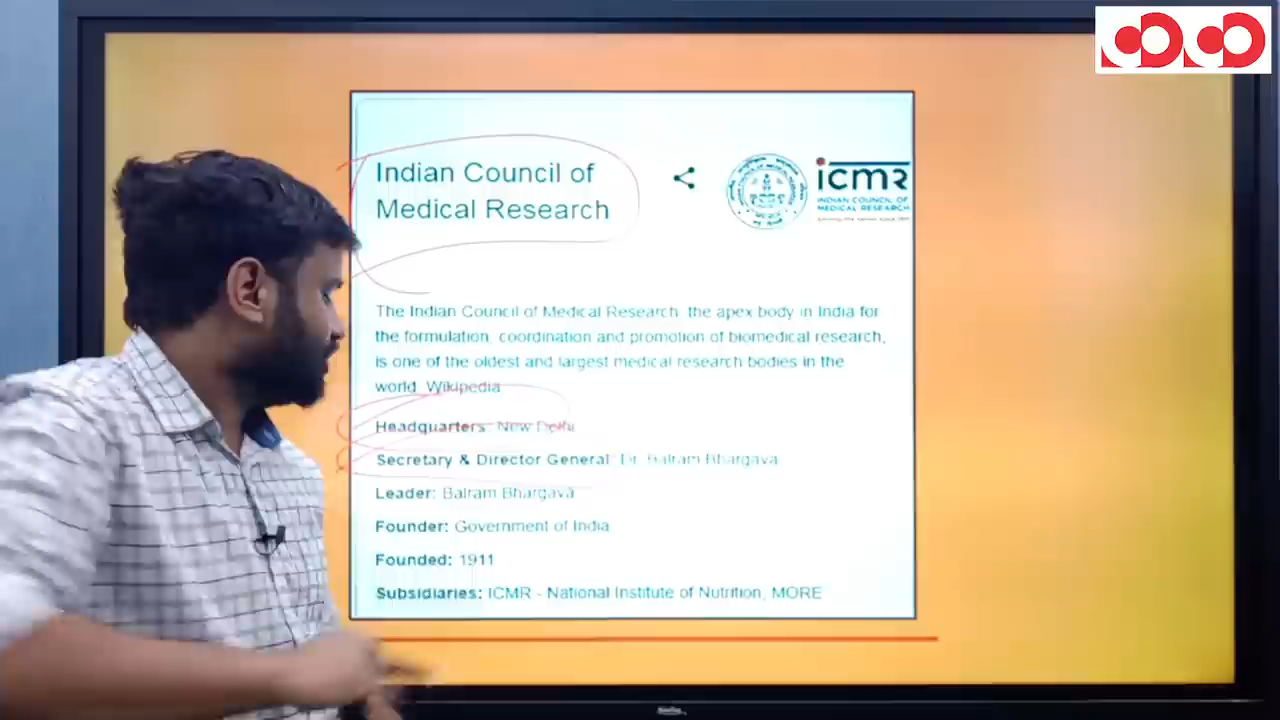 Indian Council of
Medical Research
icmr
INDIAN COUNCIL OF
MEDICAL RESEARCH
The Indian Council of Medical Research, the apex body in India for
the formulation, coordination and promotion of biomedical research,
is one of the oldest and largest medical research bodies in the
world. Wikipedia
Headquarters: New Delhi
Secretary & Director General: Dr. Balram Bhargava
Leader: Balram Bhargava
Founder: Government of India
Founded: 1911
Subsidiaries: ICMR - National Institute of Nutrition, MORE